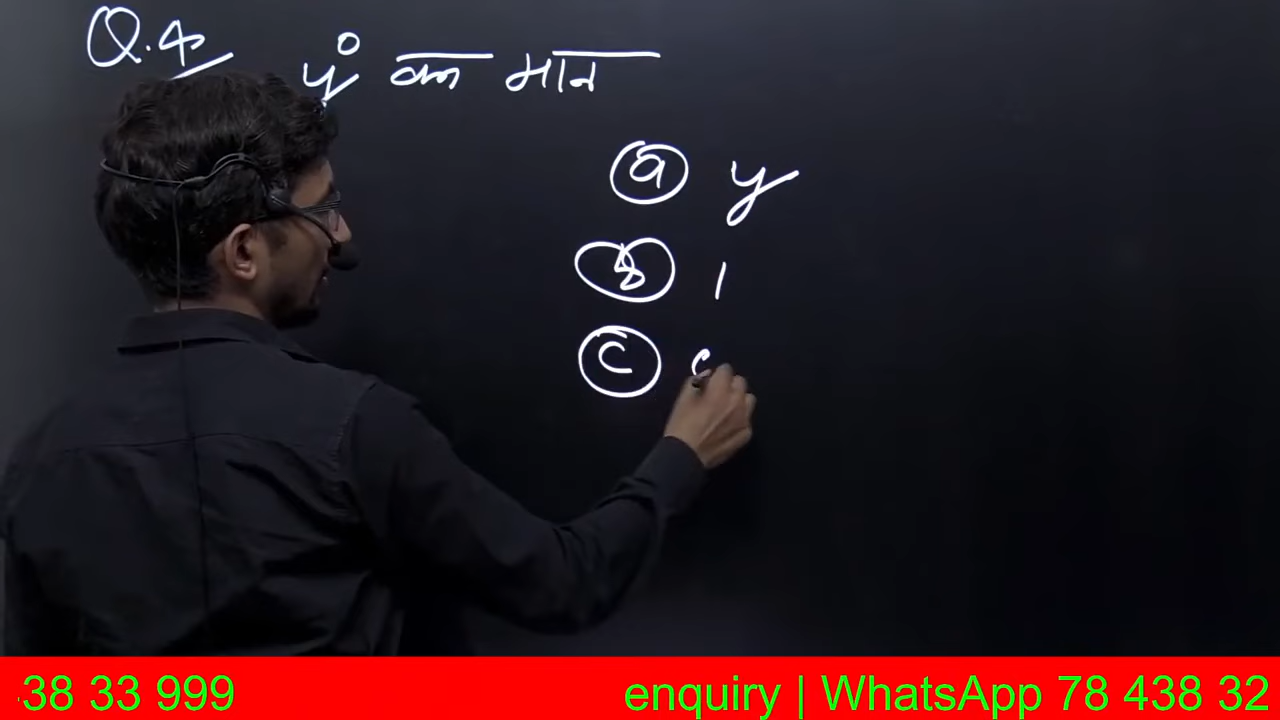 Q.4 y⁰ का मान
a y
b 1
c
38 33 999 enquiry | WhatsApp 78 438 32